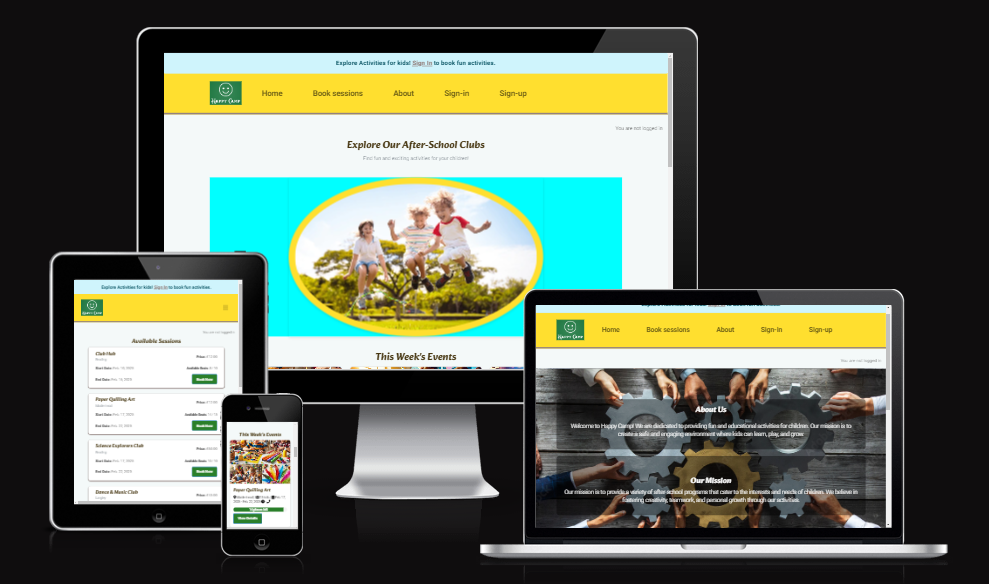 Explore Activities for kids! Sign In to book fun activities.
HAPPY CAMP
Home
Book sessions
About
Sign-in
Sign-up
You are not logged in
Explore Our After-School Clubs
Find fun and exciting activities for your children!
This Week's Events
Explore Activities for kids! Sign In to book fun activities.
HAPPY CAMP
You are not logged in
Available Sessions
Club Hub
Price:
Start Date:
Available Seats:
End Date:
Book Now
Paper Quilling Art
Price:
Start Date:
Available Seats:
End Date:
Book Now
Science Explorers Club
Price:
Start Date:
Available Seats:
End Date:
Book Now
Dance & Music Club
Price:
This Week's Events
Paper Quilling Art
View Details
HAPPY CAMP
Home
Book sessions
About
Sign-In
Sign-up
You are not logged in
About Us
Welcome to Happy Camp! We are dedicated to providing fun and educational activities for children. Our mission is to
create a safe and engaging environment where kids can learn, play, and grow
Our Mission
Our mission is to provide a variety of after school programs that cater to the interests and needs of children. We believe in
fostering creativity, teamwork, and personal growth through our activities.